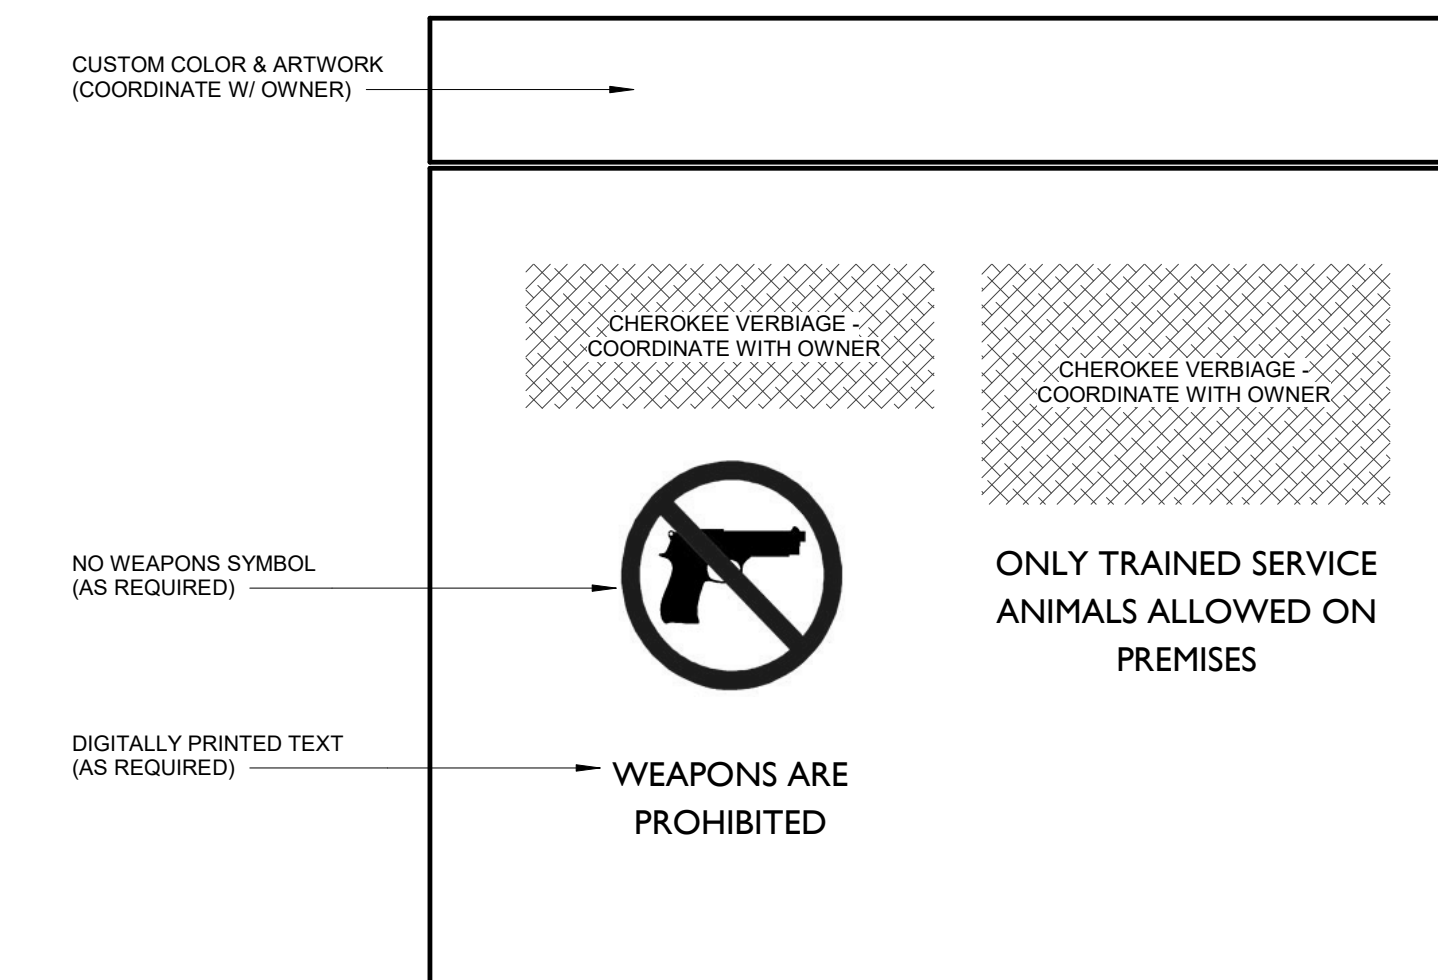 CUSTOM COLOR & ARTWORK
(COORDINATE W/ OWNER)
CHEROKEE VERBIAGE -
COORDINATE WITH OWNER
CHEROKEE VERBIAGE -
COORDINATE WITH OWNER
NO WEAPONS SYMBOL
(AS REQUIRED)
ONLY TRAINED SERVICE
ANIMALS ALLOWED ON
PREMISES
DIGITALLY PRINTED TEXT
(AS REQUIRED)
WEAPONS ARE
PROHIBITED